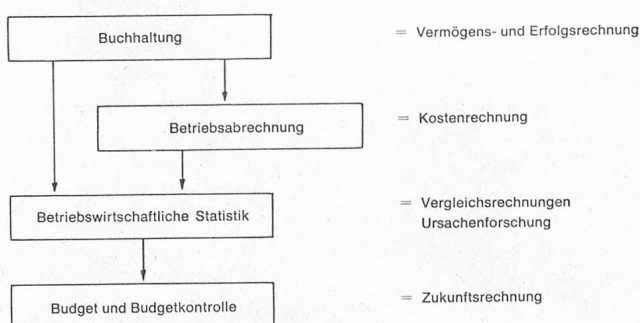 Buchhaltung = Vermögens- und Erfolgsrechnung
Betriebsabrechnung = Kostenrechnung
Betriebswirtschaftliche Statistik = Vergleichsrechnungen
Ursachenforschung
Budget und Budgetkontrolle = Zukunftsrechnung